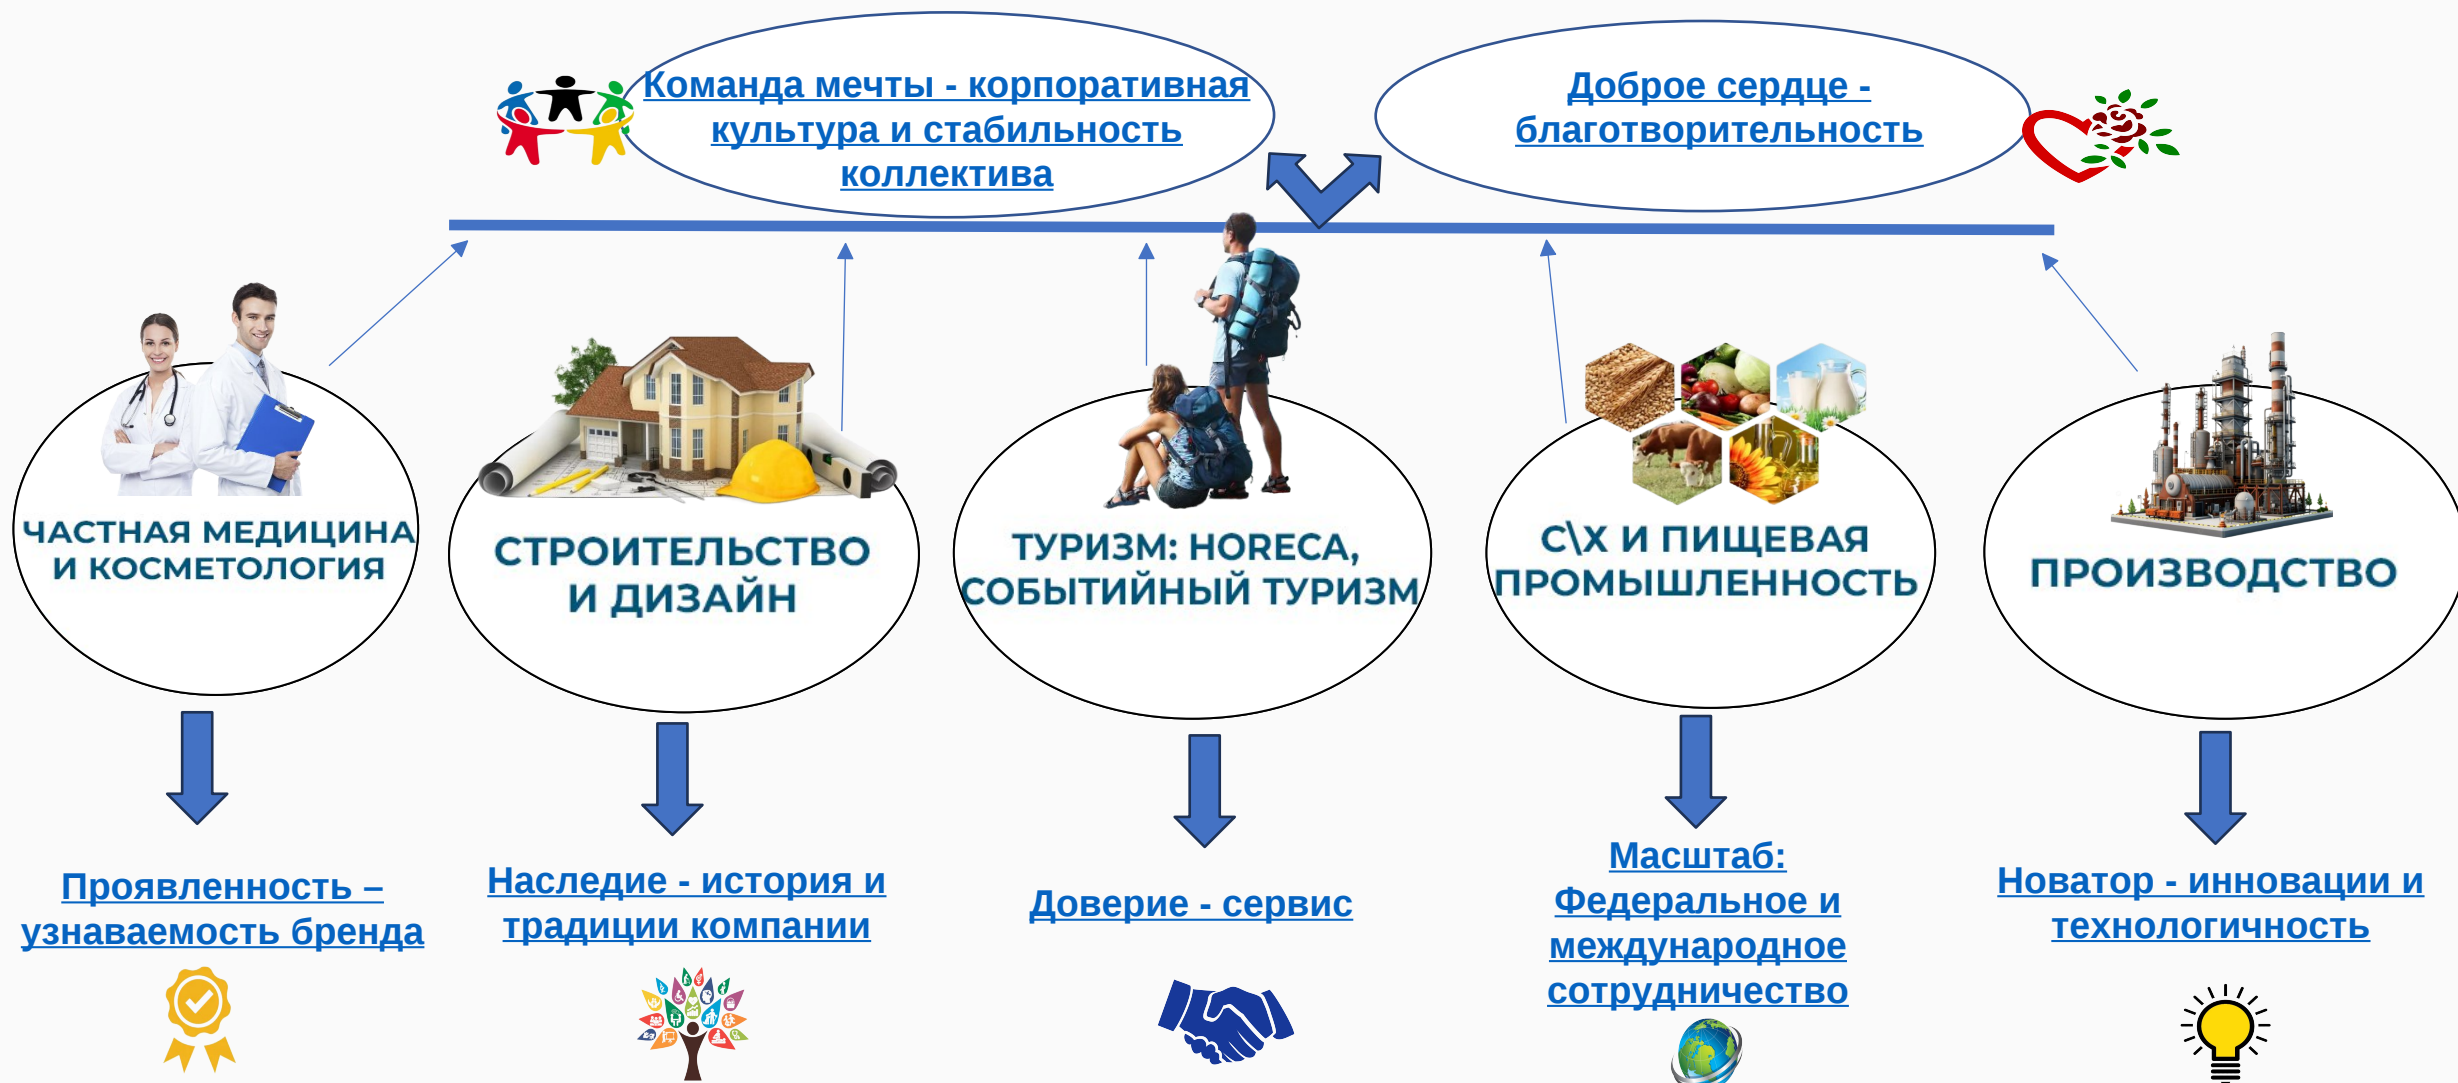 Команда мечты - корпоративная
культура и стабильность
коллектива
Доброе сердце -
благотворительность
ЧАСТНАЯ МЕДИЦИНА
И КОСМЕТОЛОГИЯ
СТРОИТЕЛЬСТВО
И ДИЗАЙН
ТУРИЗМ: HORECA,
СОБЫТИЙНЫЙ ТУРИЗМ
С\Х И ПИЩЕВАЯ
ПРОМЫШЛЕННОСТЬ
ПРОИЗВОДСТВО
Проявленность –
узнаваемость бренда
Наследие - история и
традиции компании
Доверие - сервис
Масштаб:
Федеральное и
международное
сотрудничество
Новатор - инновации и
технологичность